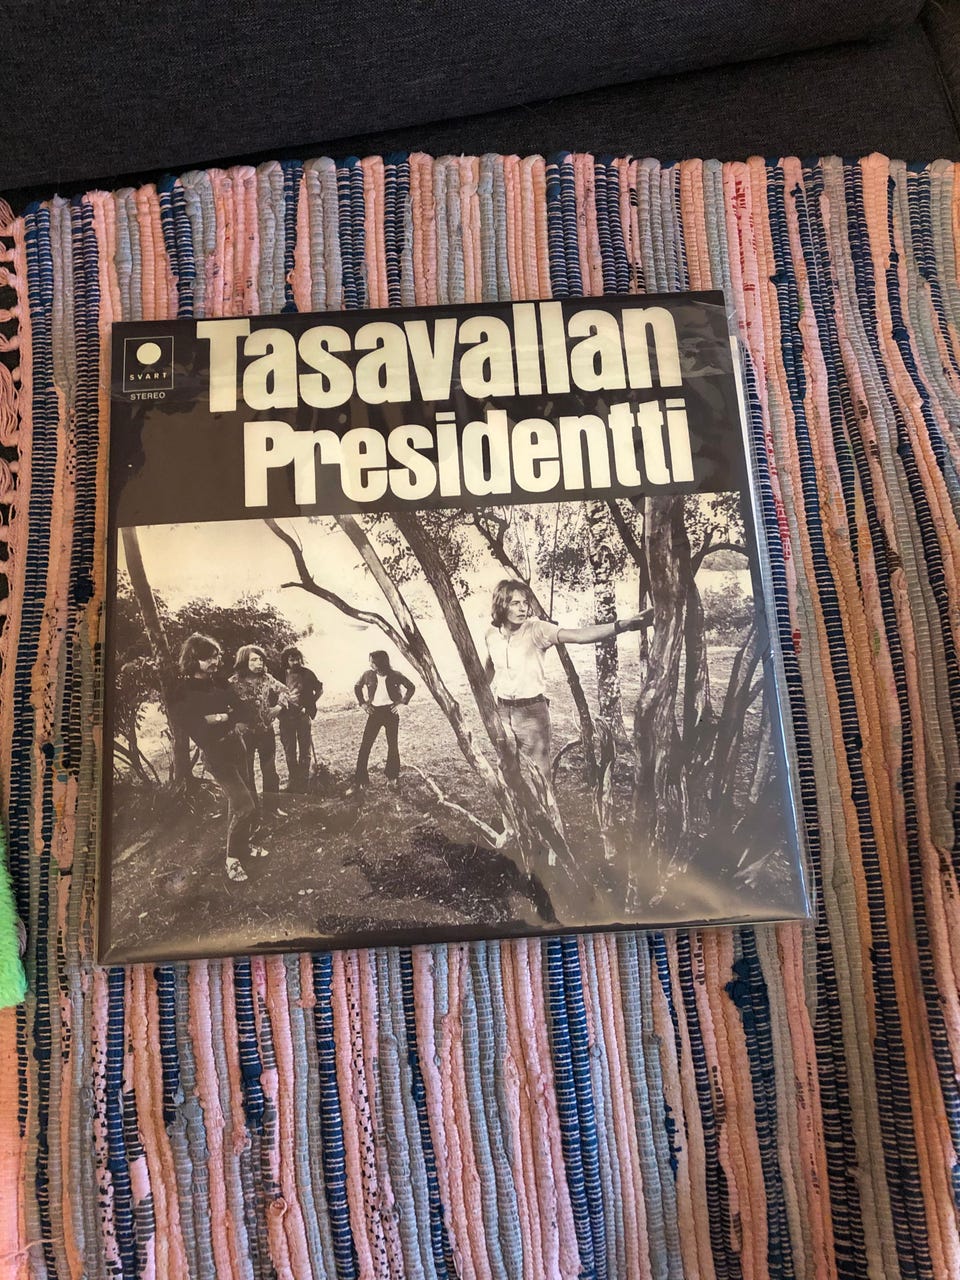 SVART
STEREO
Tasavallan
Presidentti